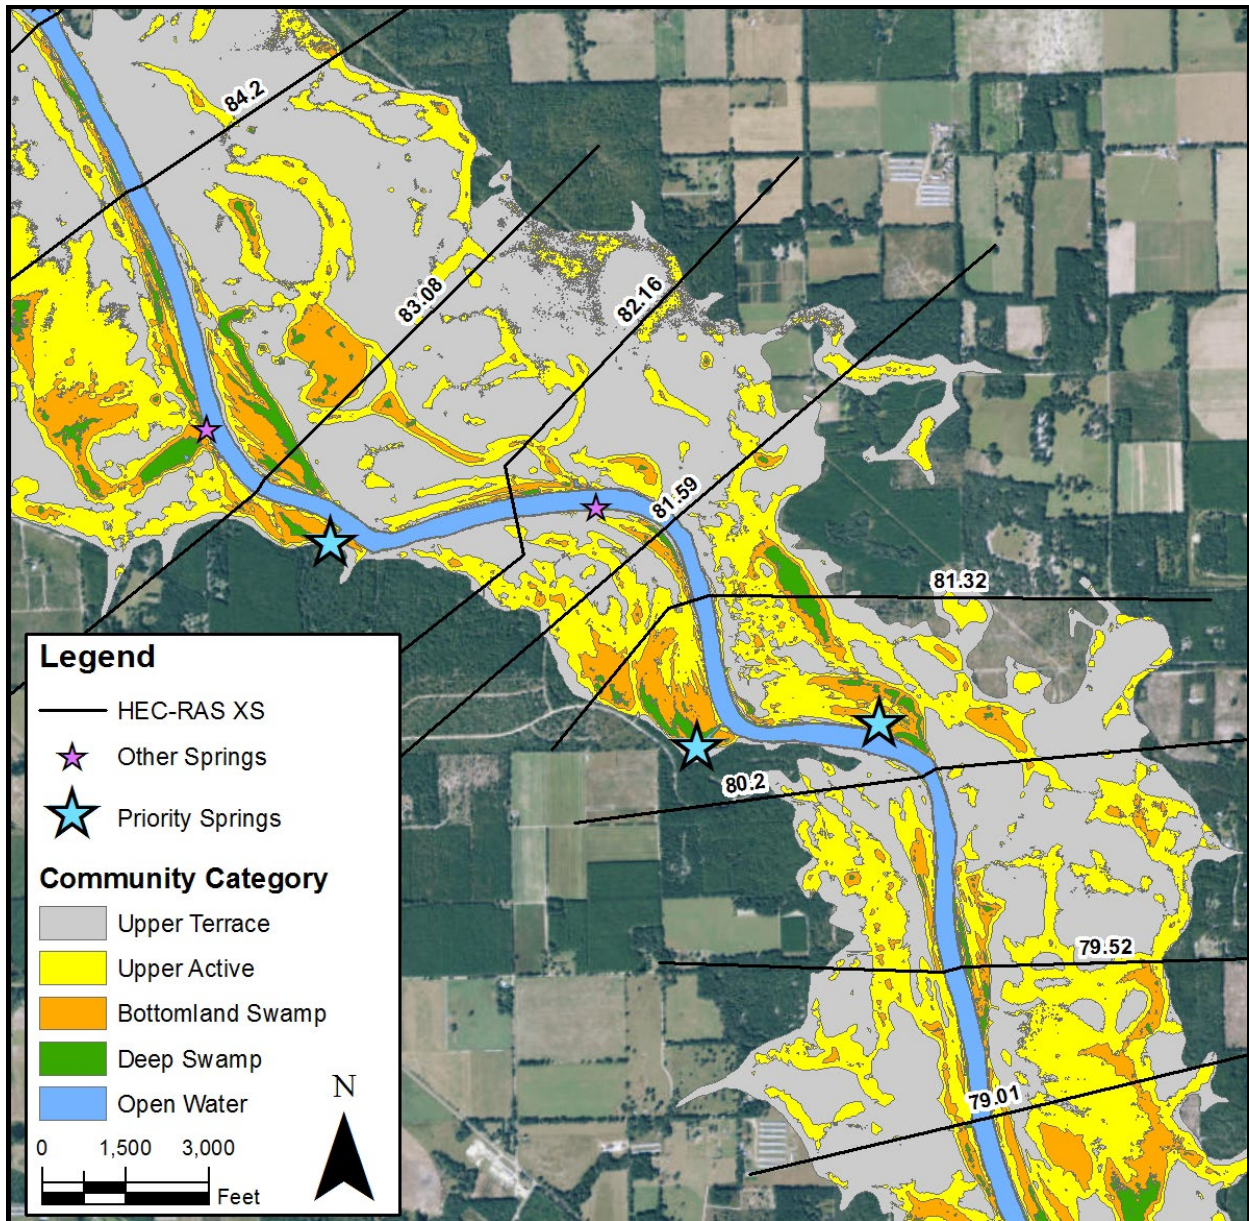 84.2
83.08
82.16
81.59
81.32
80.2
79.52
79.01
Legend
HEC-RAS XS
Other Springs
Priority Springs
Community Category
Upper Terrace
Upper Active
Bottomland Swamp
Deep Swamp
Open Water
N
0 1,500 3,000
Feet